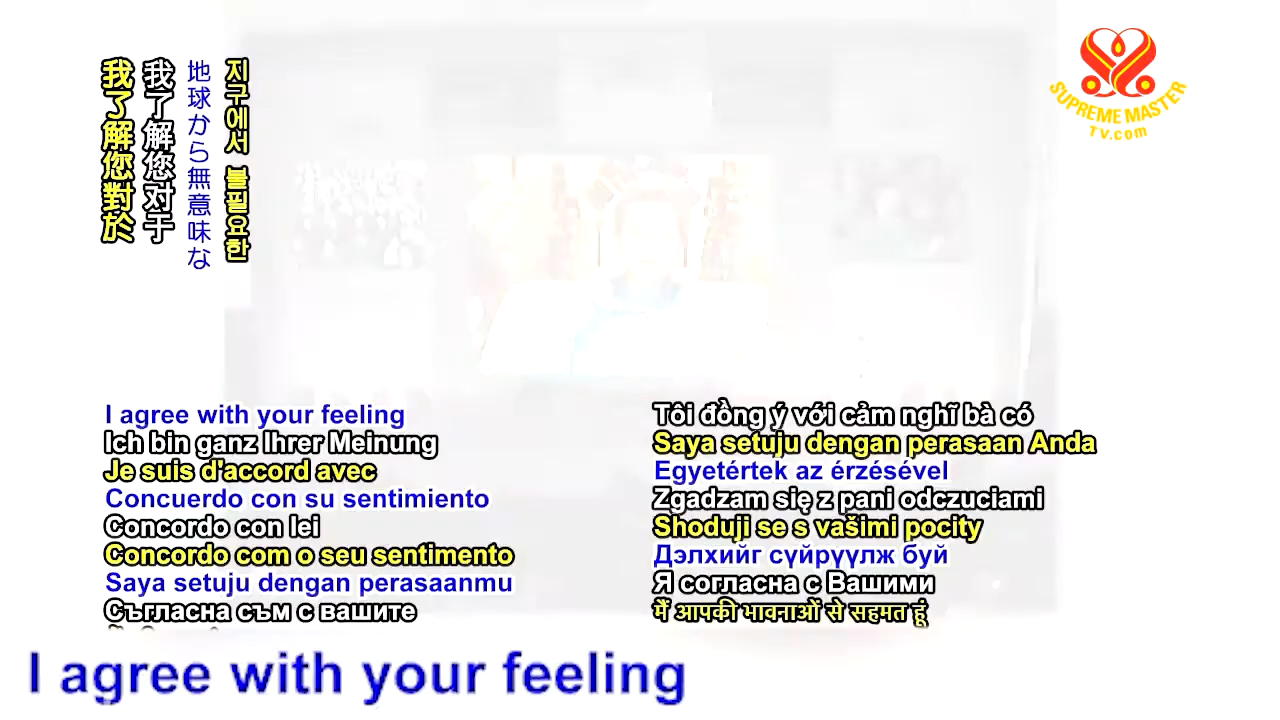 我了解您對於
我了解您对于
地球から無意味な
지구에서 불필요한
SUPREME MASTER
TV.com
I agree with your feeling
Ich bin ganz Ihrer Meinung
Je suis d'accord avec
Concuerdo con su sentimiento
Concordo con lei
Concordo com o seu sentimento
Saya setuju dengan perasaanmu
Съгласна съм с вашите
Tôi đồng ý với cảm nghĩ bà có
Saya setuju dengan perasaan Anda
Egyetértek az érzésével
Zgadzam się z pani odczuciami
Shoduji se s vašimi pocity
Дэлхийг сүйрүүлж буй
Я согласна с Вашими
मैं आपकी भावनाओं से सहमत हूं
I agree with your feeling